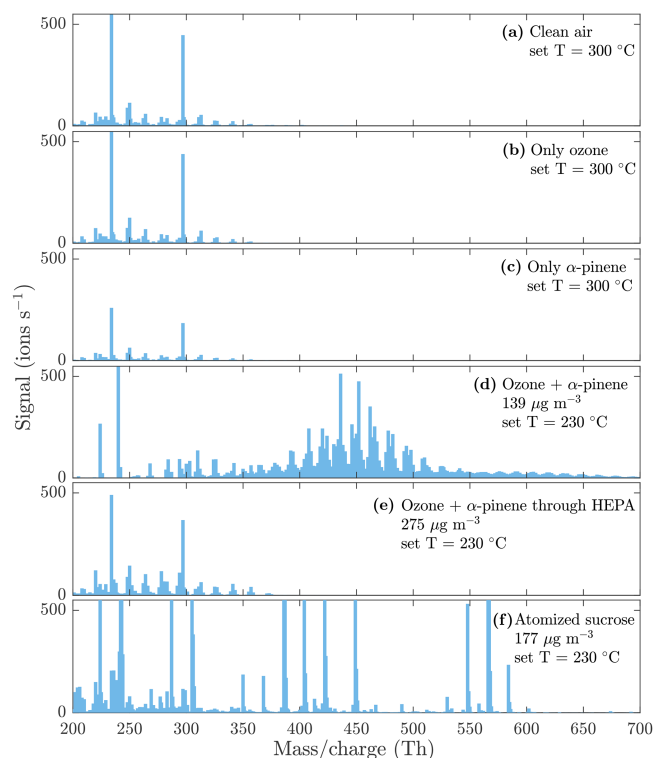 500
(a) Clean air
set T = 300 °C
0
500
(b) Only ozone
set T = 300 °C
0
500
(c) Only α-pinene
set T = 300 °C
0
Signal (ions s⁻¹)
500
(d) Ozone + α-pinene
139 μg m⁻³
set T = 230 °C
0
500
(e) Ozone + α-pinene through HEPA
275 μg m⁻³
set T = 230 °C
0
500
(f) Atomized sucrose
177 μg m⁻³
set T = 230 °C
0
200 250 300 350 400 450 500 550 600 650 700
Mass/charge (Th)